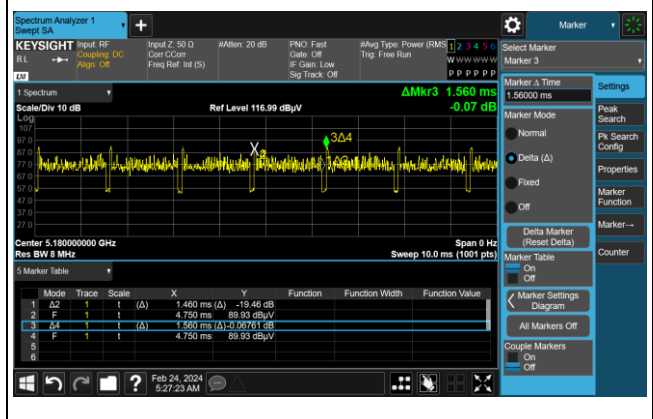 Spectrum Analyzer 1
Swept SA
+
Marker
KEYSIGHT
Input: RF
Input Z: 50 Ω
#Atten: 20 dB
PNO: Fast
#Avg Type: Power (RMS
1 2 3 4 5 6
RL
Coupling: DC
Corr CCorr
Gate: Off
Trig: Free Run
W W W W W W
Align: Off
Freq Ref: Int (S)
IF Gain: Low
P P P P P P
Sig Track: Off
LXI
Select Marker
Marker 3
1 Spectrum
ΔMkr3 1.560 ms
Scale/Div 10 dB
Ref Level 116.99 dBµV
-0.07 dB
Log
107
97.0
87.0
77.0
67.0
57.0
47.0
37.0
27.0
3Δ4
X
Center 5.180000000 GHz
Span 0 Hz
Res BW 8 MHz
Sweep 10.0 ms (1001 pts)
5 Marker Table
Mode Trace Scale X Y Function Function Width Function Value
1 Δ2 1 t (Δ) 1.460 ms (Δ) -19.46 dB
2 F 1 t 4.750 ms 89.93 dBµV
3 Δ4 1 t (Δ) 1.560 ms (Δ) -0.06761 dB
4 F 1 t 4.750 ms 89.93 dBµV
5
6
Marker Δ Time
1.56000 ms
Marker Mode
Normal
Delta (Δ)
Fixed
Off
Delta Marker
(Reset Delta)
Marker Table
On
Off
Marker Settings
Diagram
All Markers Off
Couple Markers
On
Off
Settings
Peak
Search
Pk Search
Config
Properties
Marker
Function
Marker→
Counter
?
Feb 24, 2024
5:27:23 AM